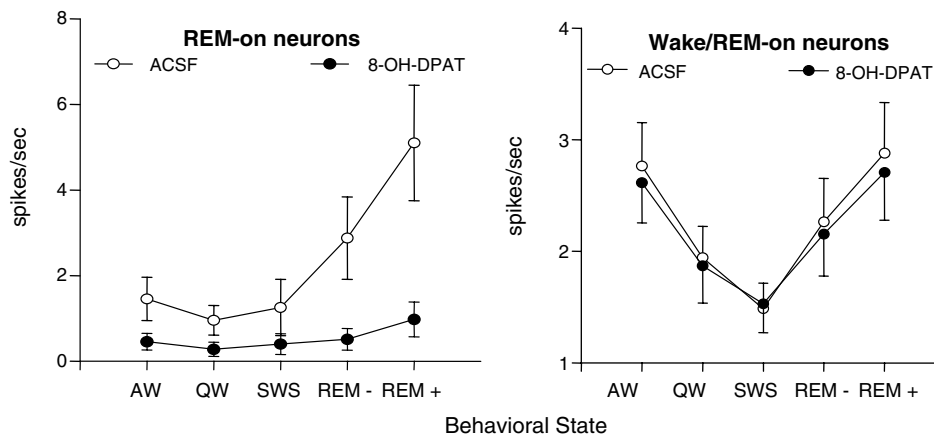 REM-on neurons
ACSF 8-OH-DPAT
spikes/sec
8
6
4
2
0
AW QW SWS REM - REM +
Wake/REM-on neurons
ACSF 8-OH-DPAT
spikes/sec
4
3
2
1
AW QW SWS REM - REM +
Behavioral State